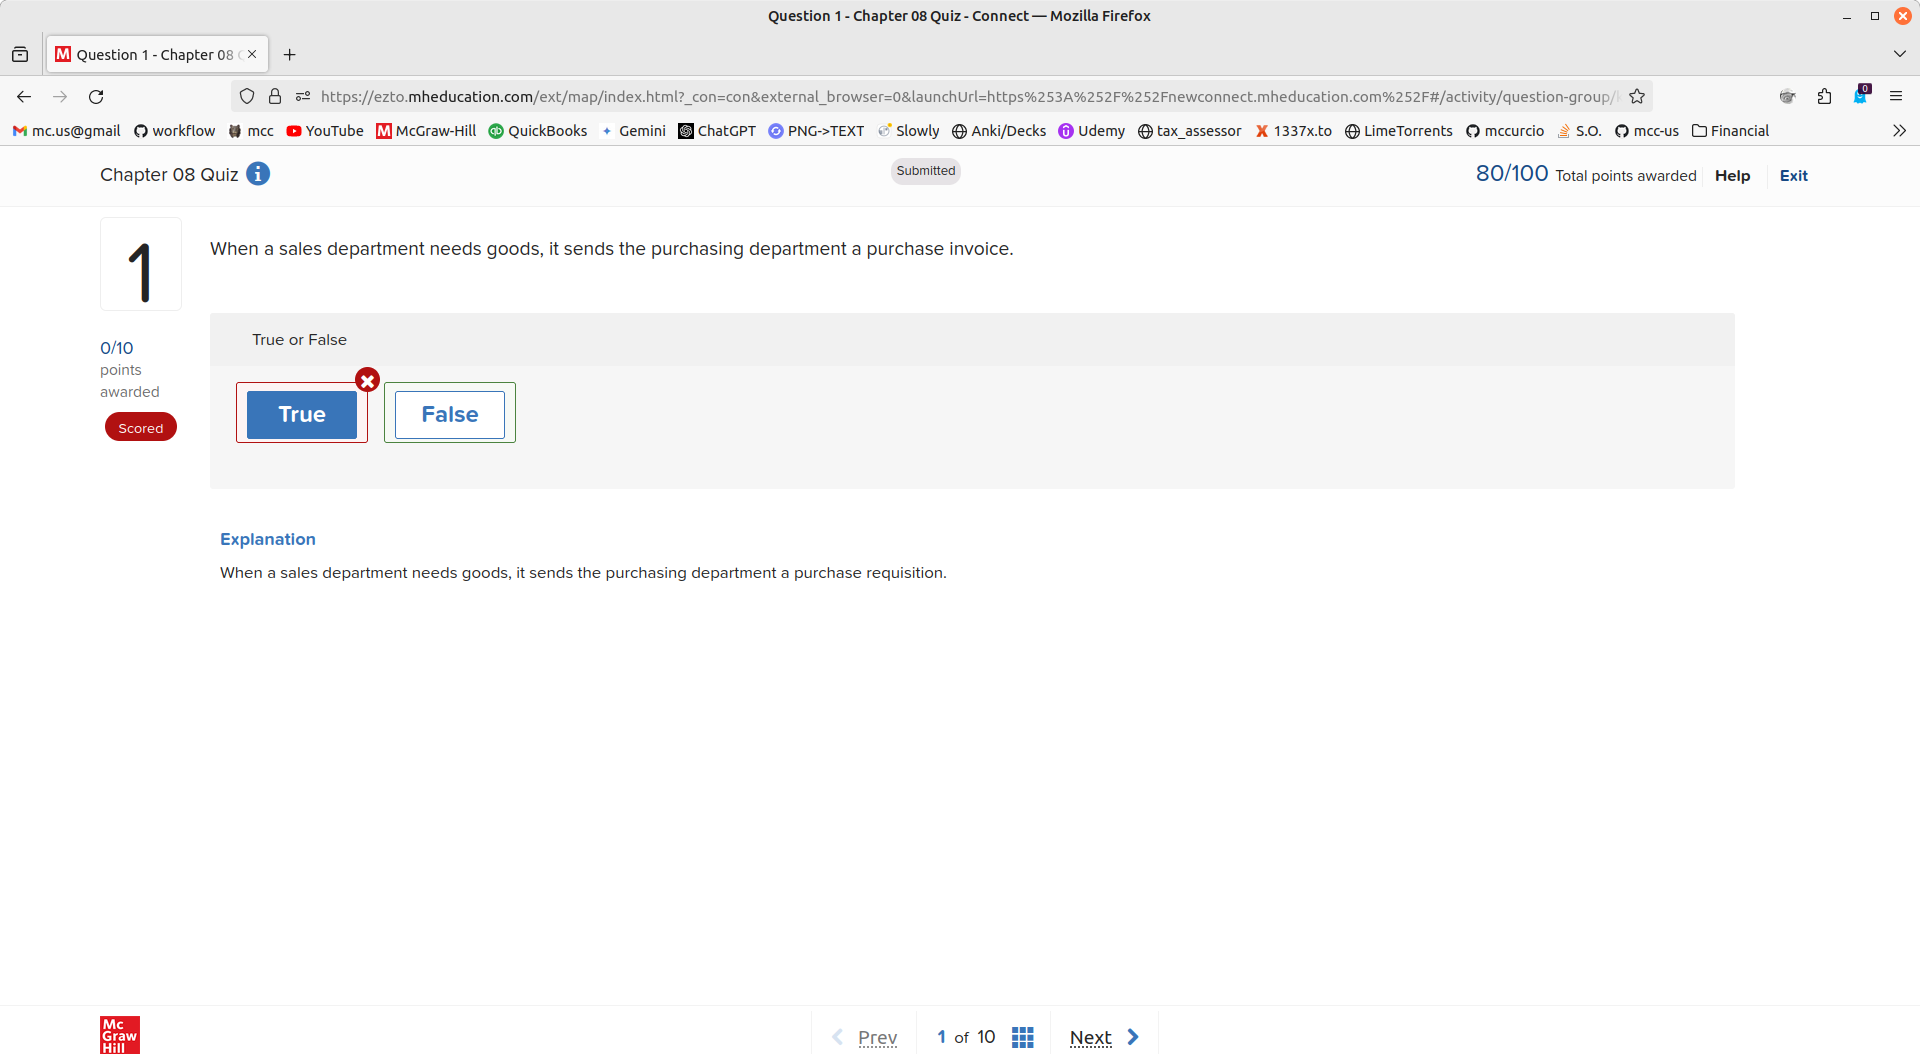 Question 1 - Chapter 08 Quiz - Connect — Mozilla Firefox
Question 1 - Chapter 08
https://ezto.mheducation.com/ext/map/index.html?_con=con&external_browser=0&launchUrl=https%253A%252F%252Fnewconnect.mheducation.com%252F#/activity/question-group/
0
mc.us@gmail workflow mcc YouTube McGraw-Hill QuickBooks Gemini ChatGPT PNG->TEXT Slowly Anki/Decks Udemy tax_assessor 1337x.to LimeTorrents mccurcio S.O. mcc-us Financial
Chapter 08 Quiz
Submitted
80/100 Total points awarded Help Exit
1
When a sales department needs goods, it sends the purchasing department a purchase invoice.
0/10
points
awarded
Scored
True or False
True False
Explanation
When a sales department needs goods, it sends the purchasing department a purchase requisition.
Mc
Graw
Hill
Prev 1 of 10 Next